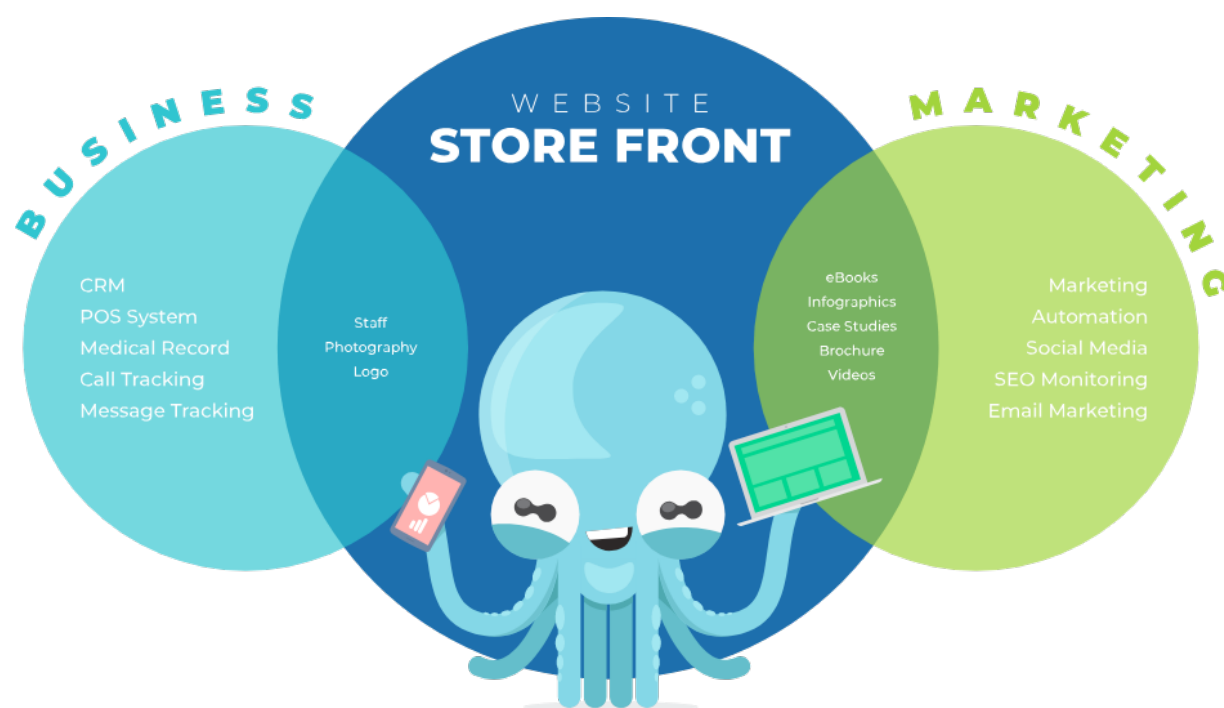 BUSINESS
WEBSITE
STORE FRONT
MARKETING
CRM
POS System
Medical Record
Call Tracking
Message Tracking
Staff
Photography
Logo
eBooks
Infographics
Case Studies
Brochure
Videos
Marketing
Automation
Social Media
SEO Monitoring
Email Marketing